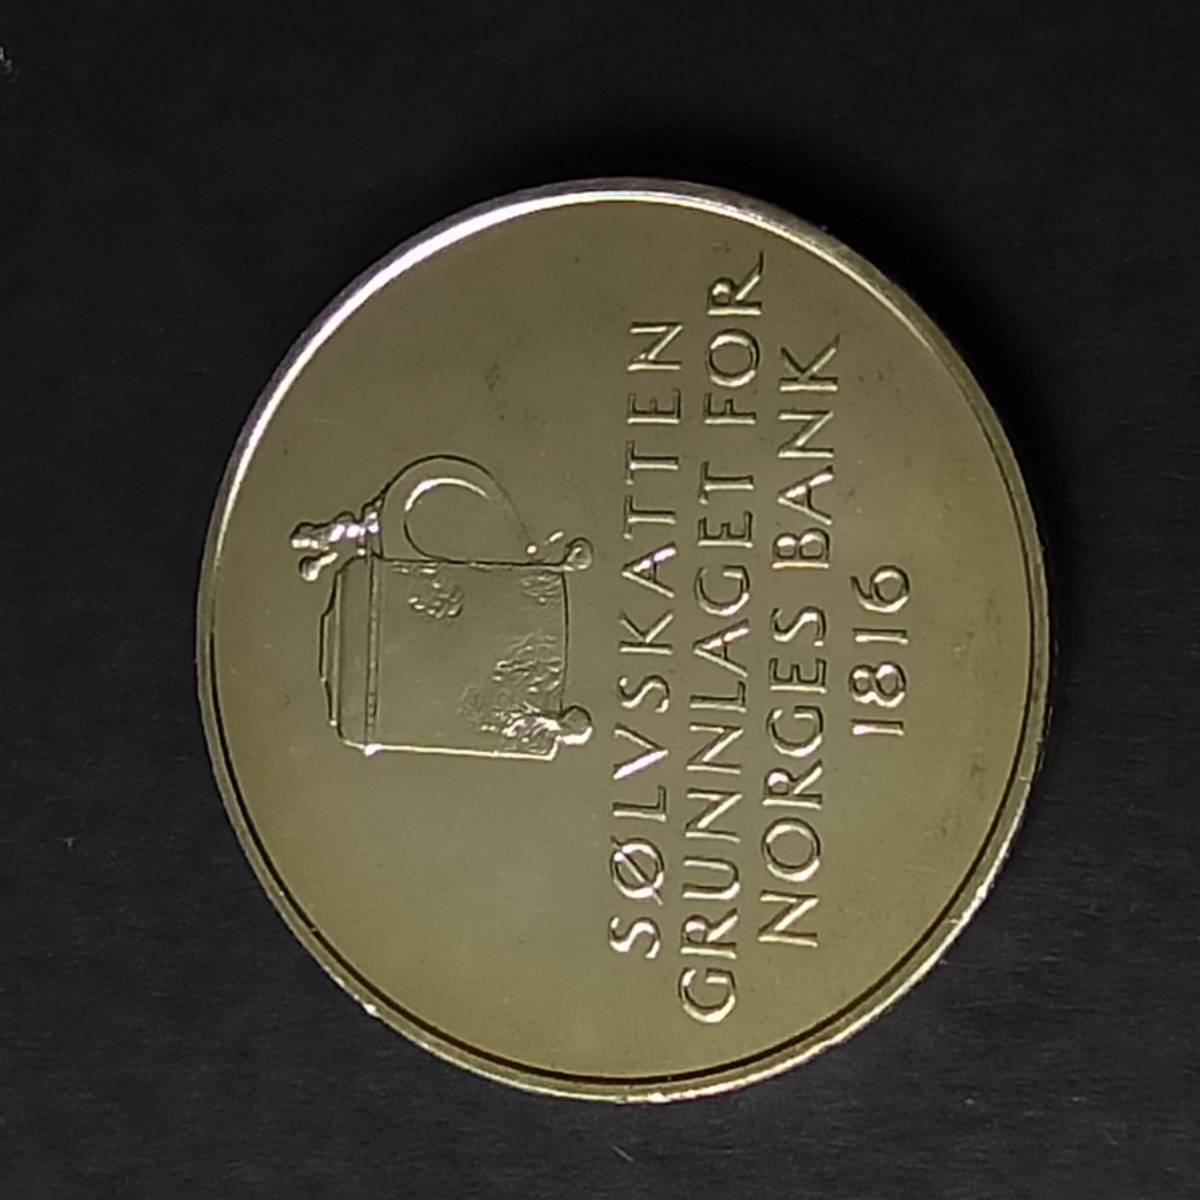 SØLVSKATTEN
GRUNNLAGET FOR
NORGES BANK
1816